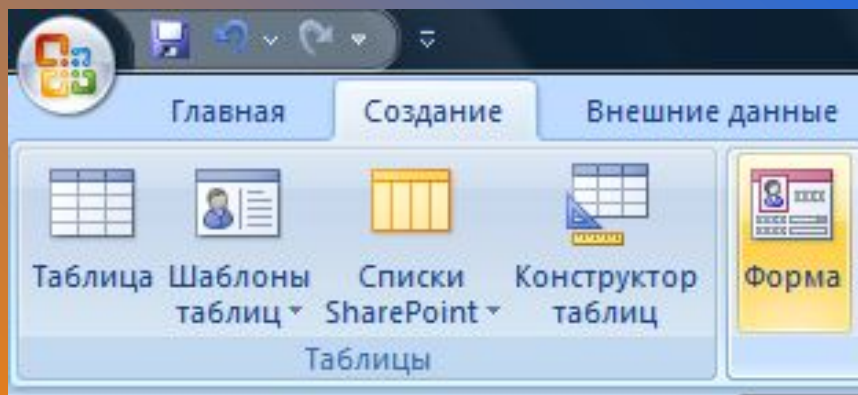 Главная Создание Внешние данные
Таблица Шаблоны таблиц Списки SharePoint Конструктор таблиц Форма
Таблицы